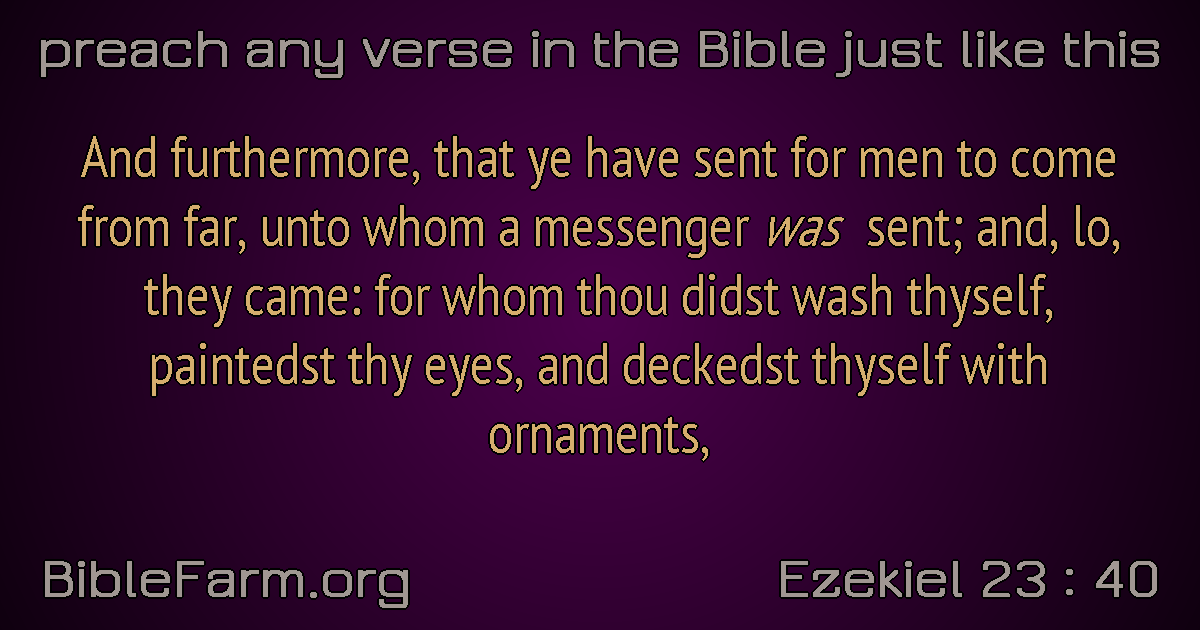 preach any verse in the Bible just like this
And furthermore, that ye have sent for men to come
from far, unto whom a messenger was sent; and, lo,
they came: for whom thou didst wash thyself,
paintedst thy eyes, and deckedst thyself with
ornaments,
BibleFarm.org
Ezekiel 23 : 40